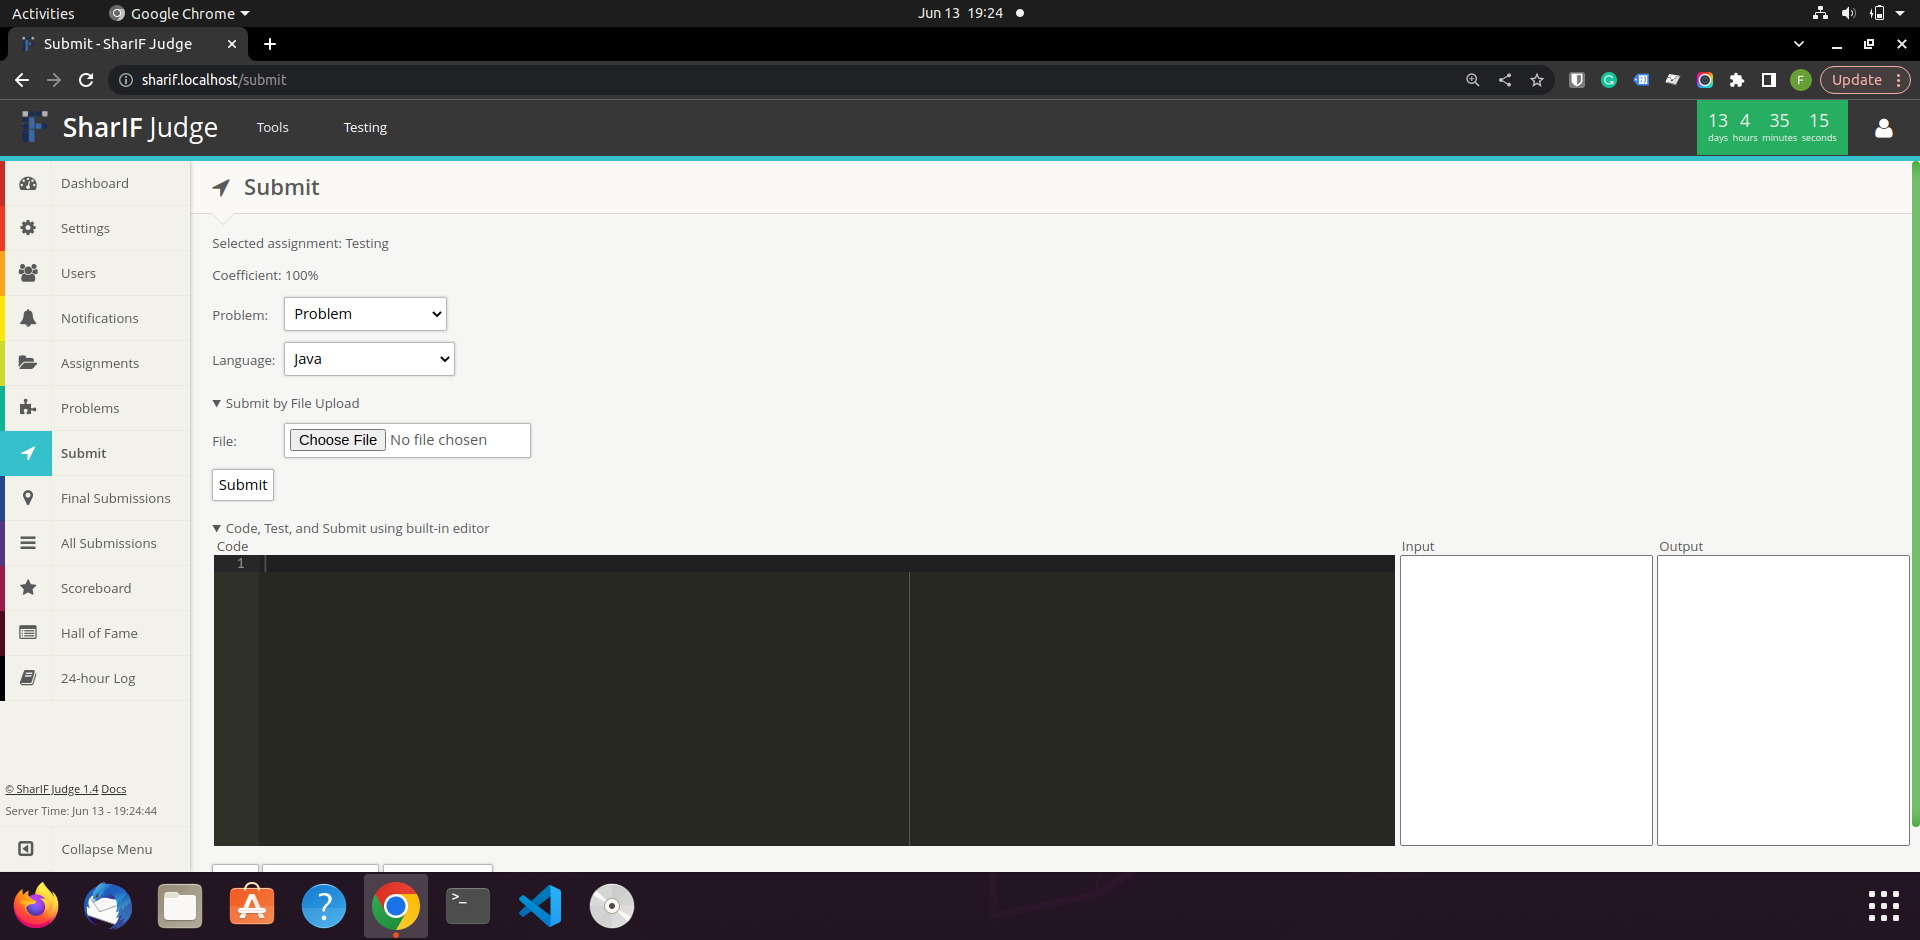 Activities
Google Chrome
Jun 13 19:24
Submit - SharIF Judge
sharif.localhost/submit
F
Update
SharIF Judge
Tools
Testing
13 4 35 15
days hours minutes seconds
Dashboard
Settings
Users
Notifications
Assignments
Problems
Submit
Final Submissions
All Submissions
Scoreboard
Hall of Fame
24-hour Log
© SharIF Judge 1.4 Docs
Server Time: Jun 13 - 19:24:44
Collapse Menu
Submit
Selected assignment: Testing
Coefficient: 100%
Problem: Problem
Language: Java
▼ Submit by File Upload
File: Choose File No file chosen
Submit
▼ Code, Test, and Submit using built-in editor
Code
Input
Output
1